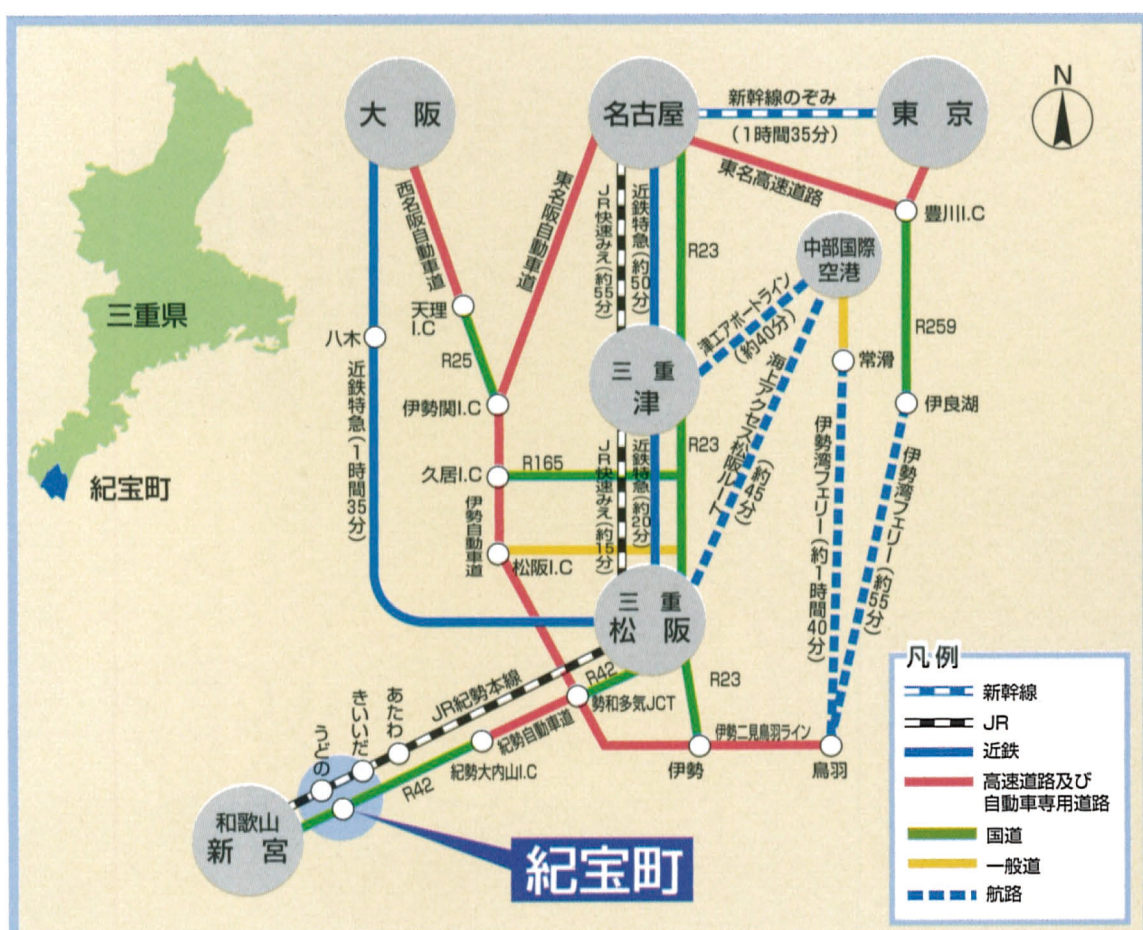 三重県
紀宝町
大阪
名古屋
東京
N
新幹線のぞみ
(1時間35分)
東名高速道路
豊川I.C
西名阪自動車道
東名阪自動車道
JR快速みえ(約55分)
近鉄特急(約50分)
R23
中部国際
空港
津エアポートライン
(約40分)
R259
天理
I.C
八木
R25
近鉄特急(1時間35分)
伊勢関I.C
三重
津
常滑
伊良湖
海上アクセス松阪ルート
(約45分)
伊勢湾フェリー(約1時間40分)
伊勢湾フェリー(約55分)
久居I.C
R165
JR快速みえ(約15分)
近鉄特急(約20分)
R23
伊勢自動車道
松阪I.C
三重
松阪
R42
R23
JR紀勢本線
勢和多気JCT
紀勢自動車道
紀勢大内山I.C
伊勢二見鳥羽ライン
伊勢
鳥羽
あたわ
きいいだ
うどの
R42
和歌山
新宮
紀宝町
凡例
新幹線
JR
近鉄
高速道路及び
自動車専用道路
国道
一般道
航路